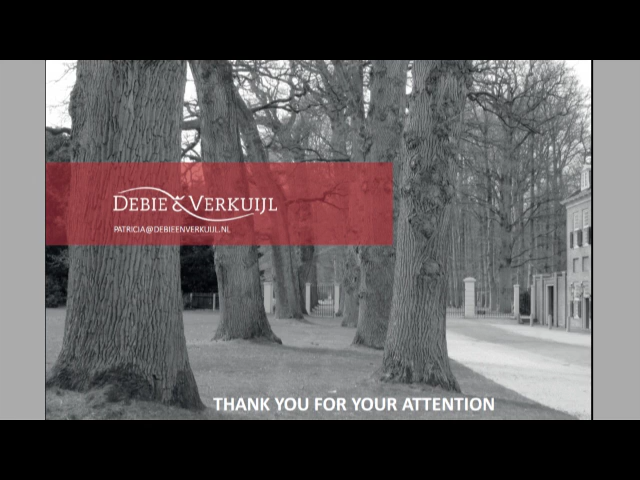 DEBIE & VERKUIJL
PATRICIA@DEBIEENVERKUIJL.NL
THANK YOU FOR YOUR ATTENTION